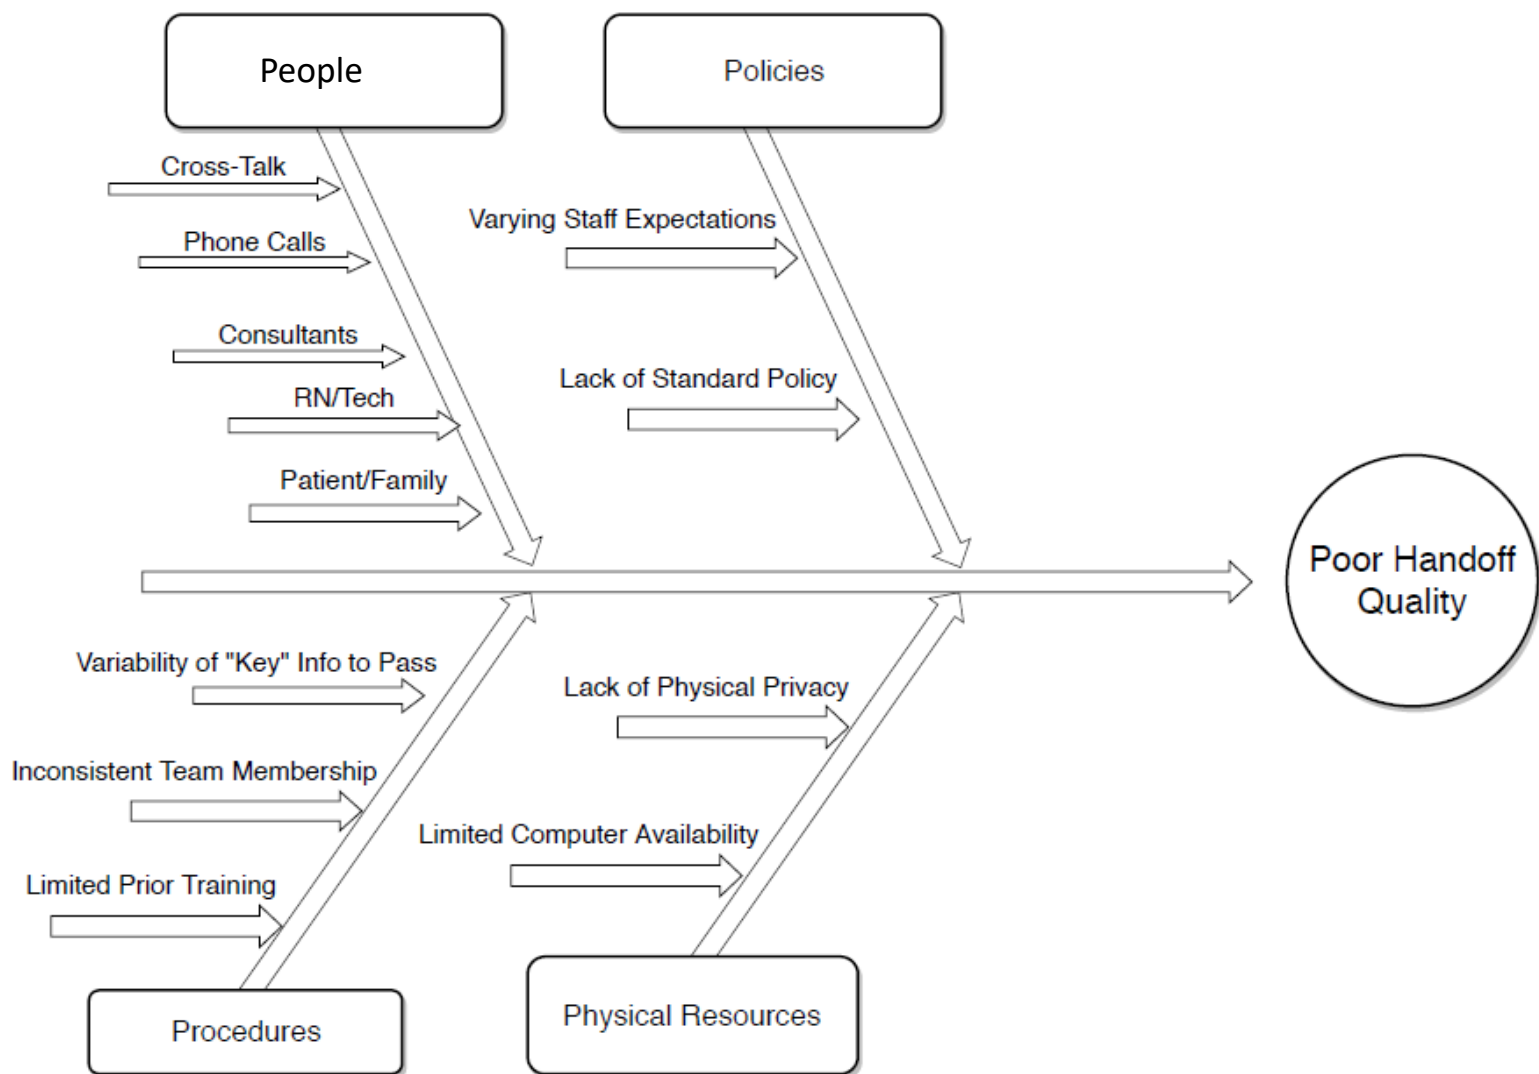 People
Policies
Cross-Talk
Phone Calls
Consultants
RN/Tech
Patient/Family
Varying Staff Expectations
Lack of Standard Policy
Poor Handoff
Quality
Variability of "Key" Info to Pass
Inconsistent Team Membership
Limited Prior Training
Lack of Physical Privacy
Limited Computer Availability
Procedures
Physical Resources